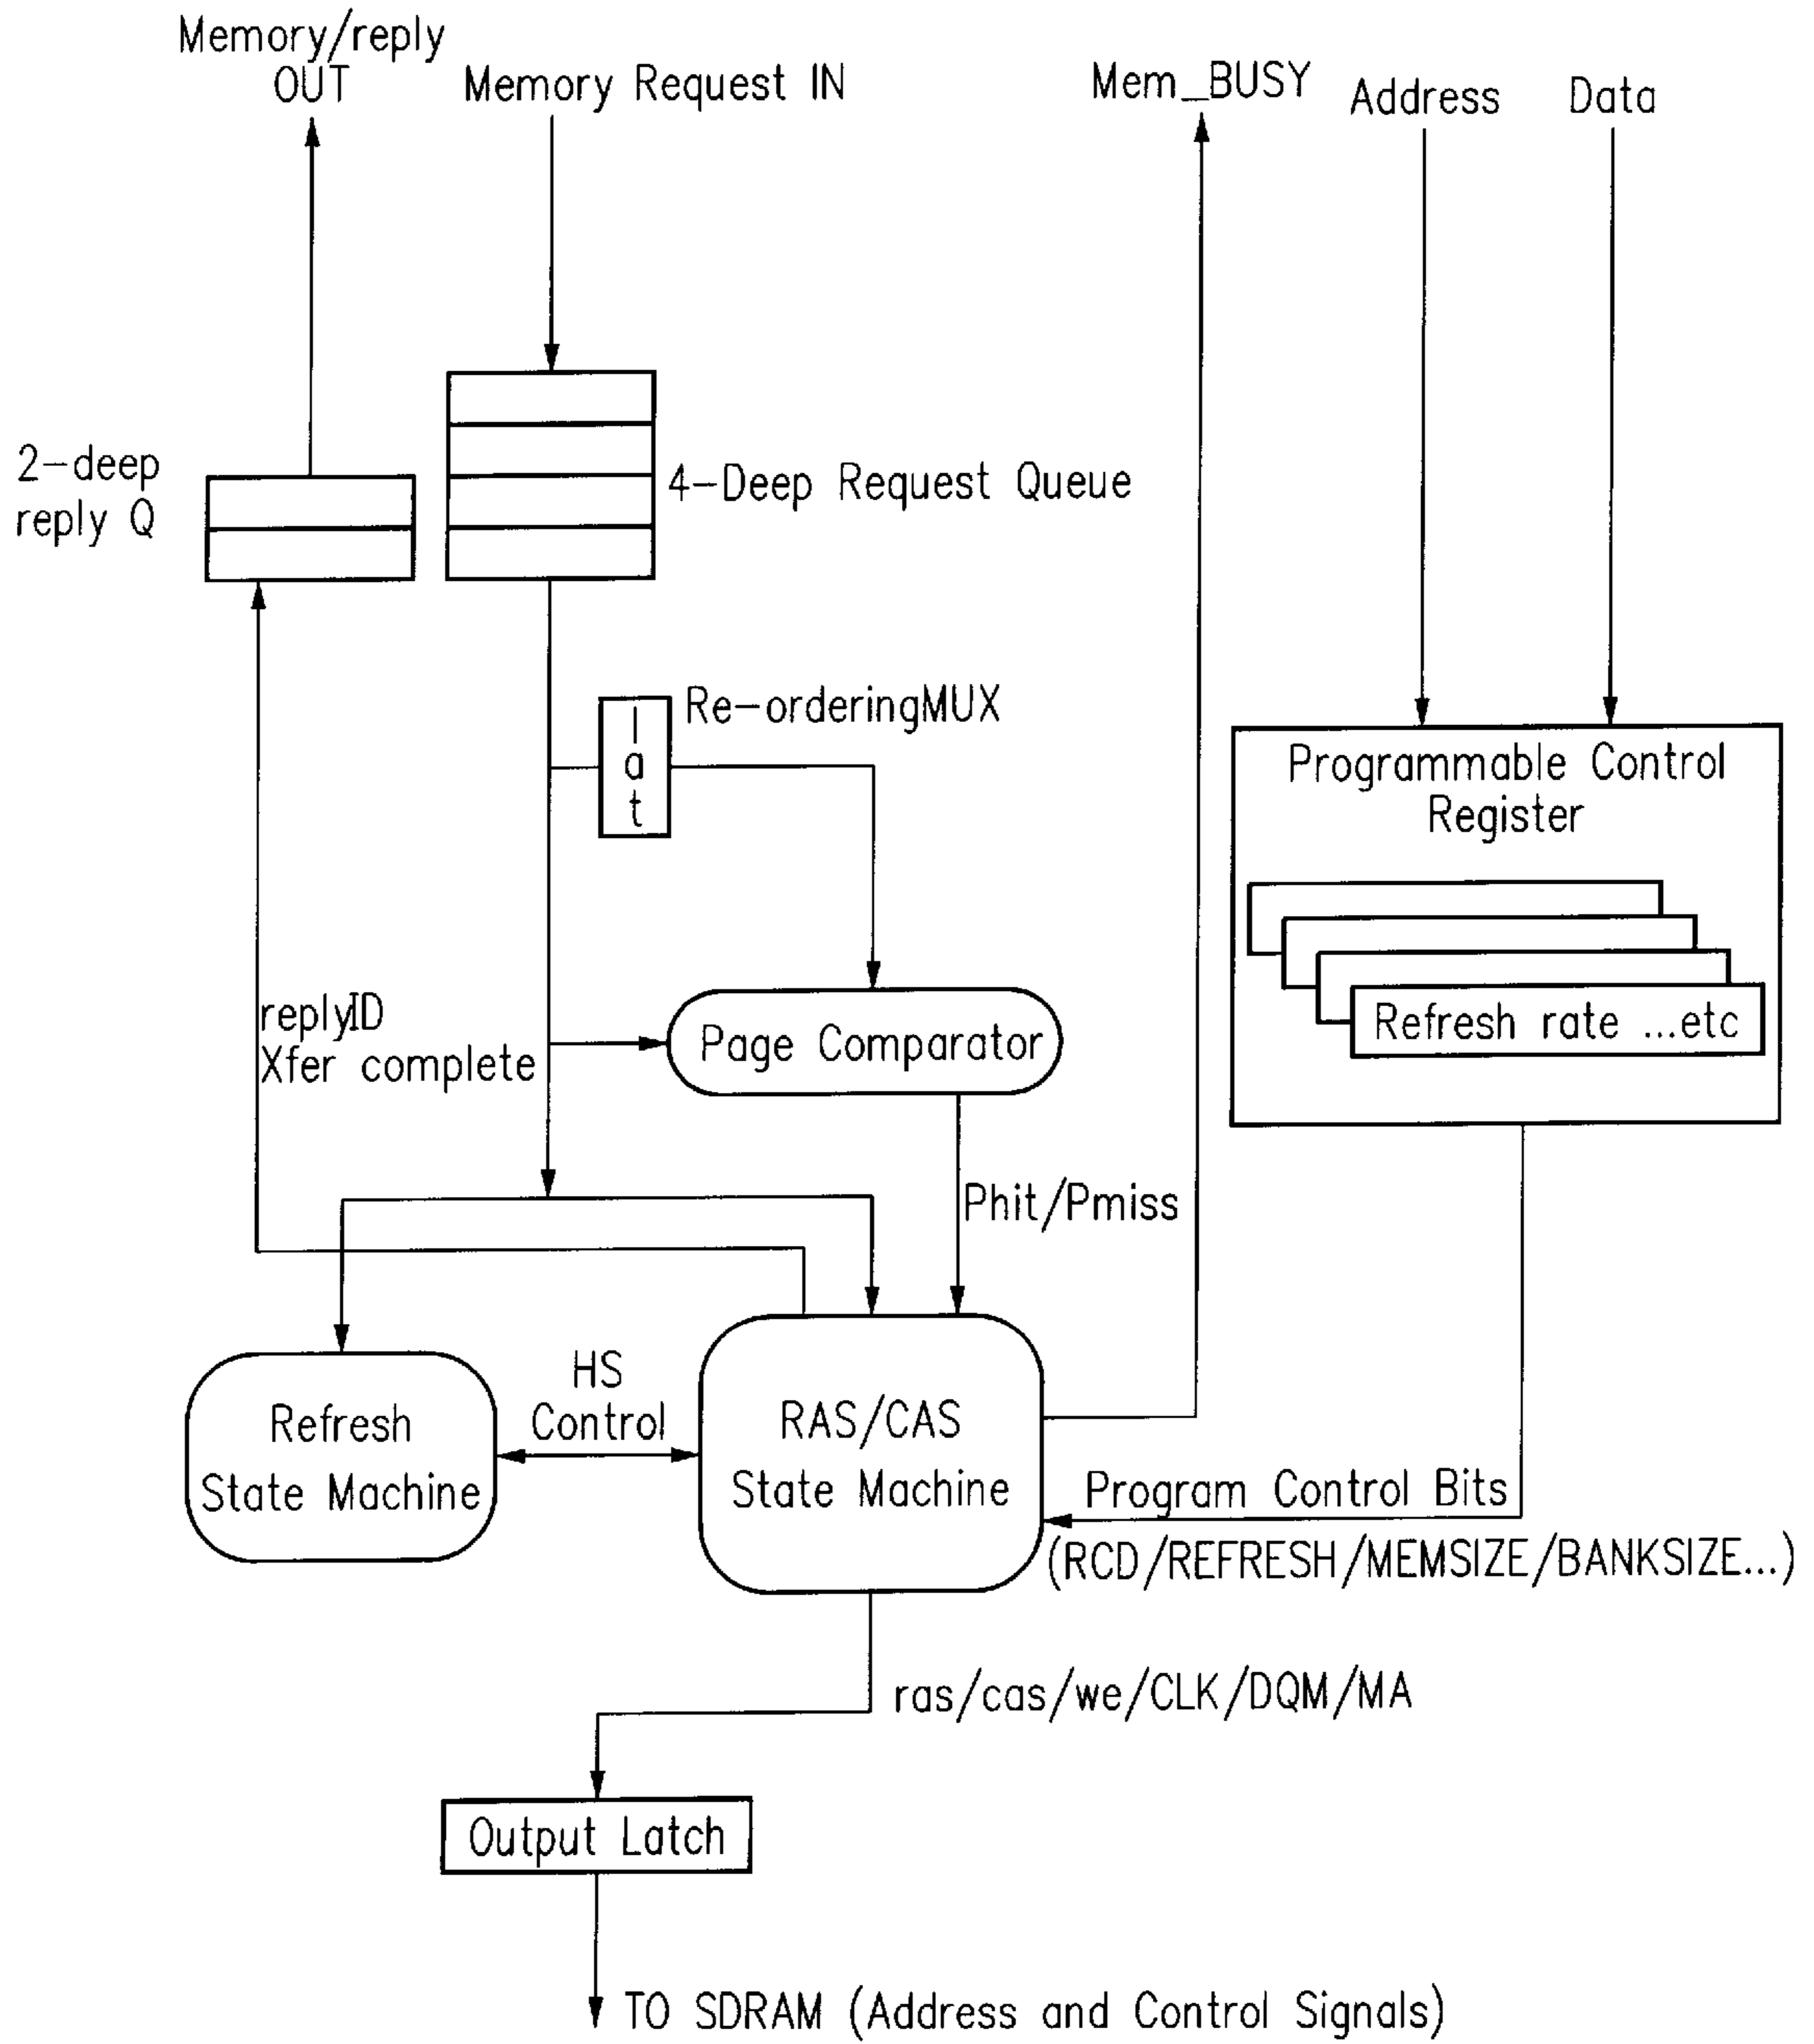 Memory/reply
OUT
Memory Request IN
Mem_BUSY
Address
Data
2-deep
reply Q
4-Deep Request Queue
Re-orderingMUX
l
a
t
Programmable Control
Register
Refresh rate ...etc
replyID
Xfer complete
Page Comparator
Phit/Pmiss
Refresh
State Machine
HS
Control
RAS/CAS
State Machine
Program Control Bits
(RCD/REFRESH/MEMSIZE/BANKSIZE...)
ras/cas/we/CLK/DQM/MA
Output Latch
TO SDRAM (Address and Control Signals)